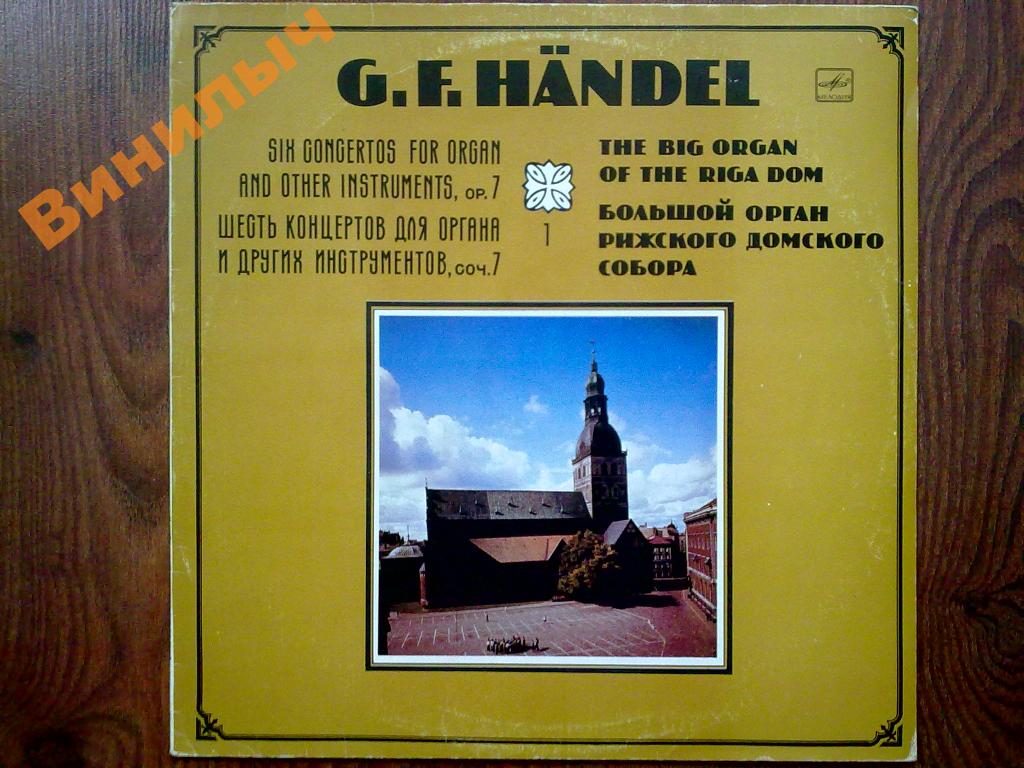 Винилыч
G. F. HÄNDEL
МЕЛОДИЯ
SIX CONCERTOS FOR ORGAN
AND OTHER INSTRUMENTS, OP. 7
ШЕСТЬ КОНЦЕРТОВ ДЛЯ ОРГАНА
И ДРУГИХ ИНСТРУМЕНТОВ, СОЧ. 7
1
THE BIG ORGAN
OF THE RIGA DOM
БОЛЬШОЙ ОРГАН
РИЖСКОГО ДОМСКОГО
СОБОРА